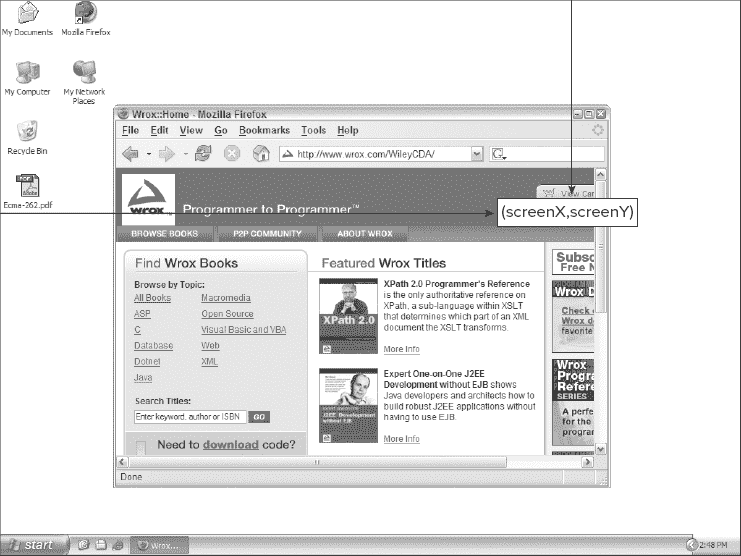 My Documents
Mozilla Firefox
My Computer
My Network
Places
Recycle Bin
Ecma-262.pdf
Wrox::Home - Mozilla Firefox
File Edit View Go Bookmarks Tools Help
http://www.wrox.com/WileyCDA/
View Car
wrox
Programmer to Programmer™
(screenX,screenY)
BROWSE BOOKS P2P COMMUNITY ABOUT WROX
Find Wrox Books
Browse by Topic:
All Books Macromedia
ASP Open Source
C Visual Basic and VBA
Database Web
Dotnet XML
Java
Search Titles:
Enter keyword, author or ISBN GO
Need to download code?
Featured Wrox Titles
XPath 2.0
XPath 2.0 Programmer's Reference
is the only authoritative reference on
XPath, a sub-language within XSLT
that determines which part of an XML
document the XSLT transforms.
More Info
J2EE Development
without EJB
Expert One-on-One J2EE
Development without EJB shows
Java developers and architects how to
build robust J2EE applications without
having to use EJB.
More Info
Subsc
Free N
Wrox D
Check
Wrox d
favorite
Wrox
Progra
Refere
SERIES
A perfe
for the
progra
Done
start
Wrox...
2:48 PM